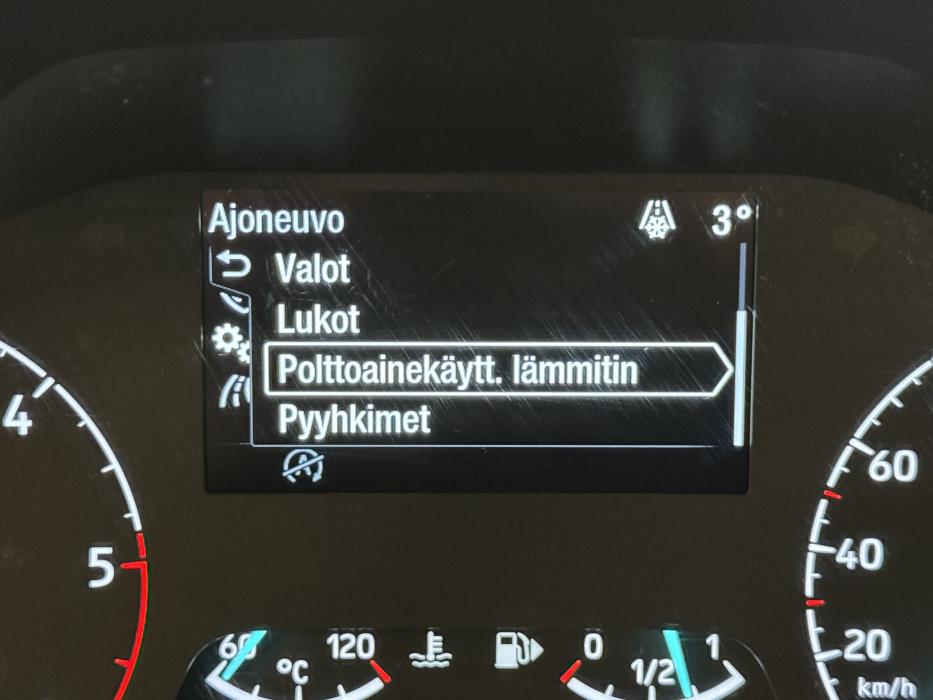 Ajoneuvo 3°
Valot
Lukot
Polttoainekäytt. lämmitin
Pyyhkimet
A
4
5
60
40
20
km/h
60 120
°C
0 1/2 1